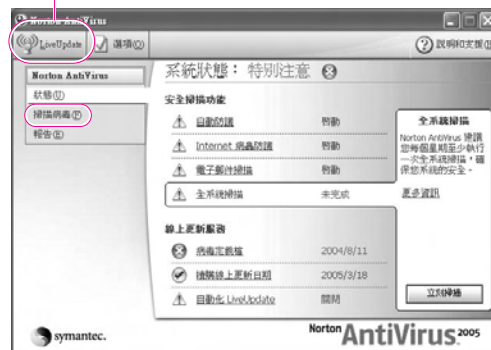 Norton AntiVirus
LiveUpdate 選項(O) 說明和支援(
Norton AntiVirus
狀態(U)
掃描病毒(P)
報告(E)
系統狀態： 特別注意
安全掃描功能
自動防護 啟動
Internet 病蟲防護 啟動
電子郵件掃描 啟動
全系統掃描 未完成
線上更新服務
病毒定義檔 2004/8/11
續購線上更新日期 2005/3/18
自動化 LiveUpdate 關閉
全系統掃描
Norton AntiVirus 建議
您每個星期至少執行
一次全系統掃描，確
保您系統的安全。
更多資訊
立刻掃描
symantec.
Norton AntiVirus 2005